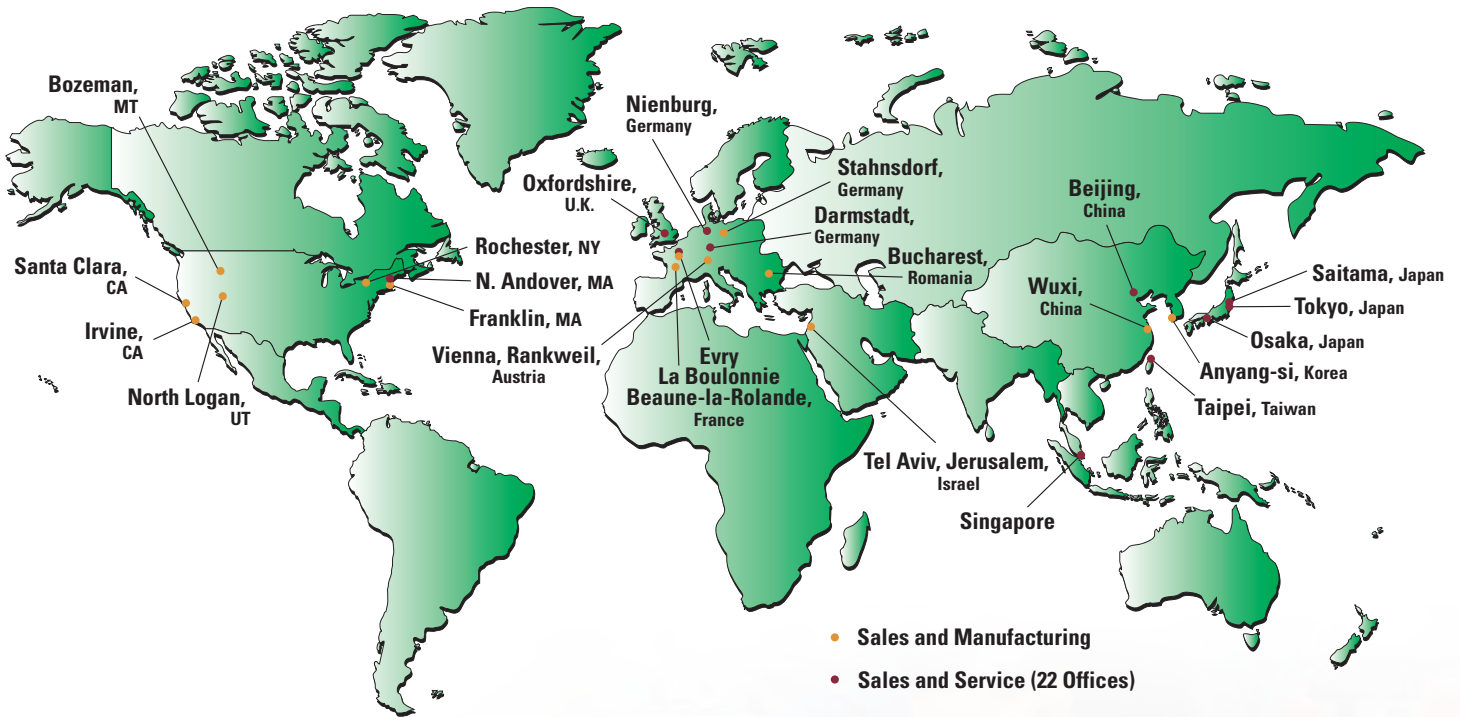 Bozeman,
MT
Santa Clara,
CA
Irvine,
CA
North Logan,
UT
Rochester, NY
N. Andover, MA
Franklin, MA
Nienburg,
Germany
Oxfordshire,
U.K.
Stahnsdorf,
Germany
Darmstadt,
Germany
Bucharest,
Romania
Vienna, Rankweil,
Austria
Evry
La Boulonnie
Beaune-la-Rolande,
France
Tel Aviv, Jerusalem,
Israel
Beijing,
China
Wuxi,
China
Saitama, Japan
Tokyo, Japan
Osaka, Japan
Anyang-si, Korea
Taipei, Taiwan
Singapore
Sales and Manufacturing
Sales and Service (22 Offices)